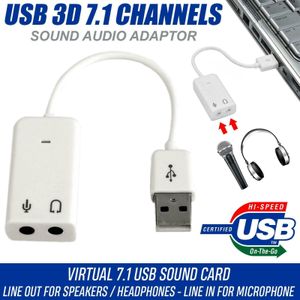 USB 3D 7.1 CHANNELS
SOUND AUDIO ADAPTOR
HI-SPEED
CERTIFIED
USB
™
On-The-Go
VIRTUAL 7.1 USB SOUND CARD
LINE OUT FOR SPEAKERS / HEADPHONES - LINE IN FOR MICROPHONE